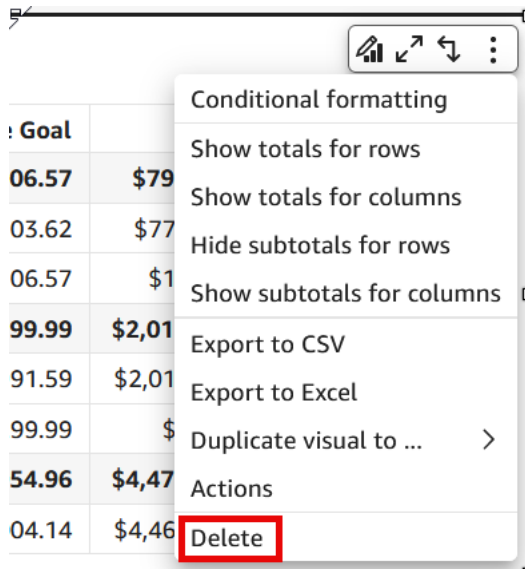 Conditional formatting
: Goal
Show totals for rows
06.57 $79
Show totals for columns
03.62 $77
Hide subtotals for rows
06.57 $1
Show subtotals for columns
99.99 $2,01
Export to CSV
91.59 $2,01
Export to Excel
99.99 $
Duplicate visual to ...
54.96 $4,47
Actions
04.14 $4,46
Delete